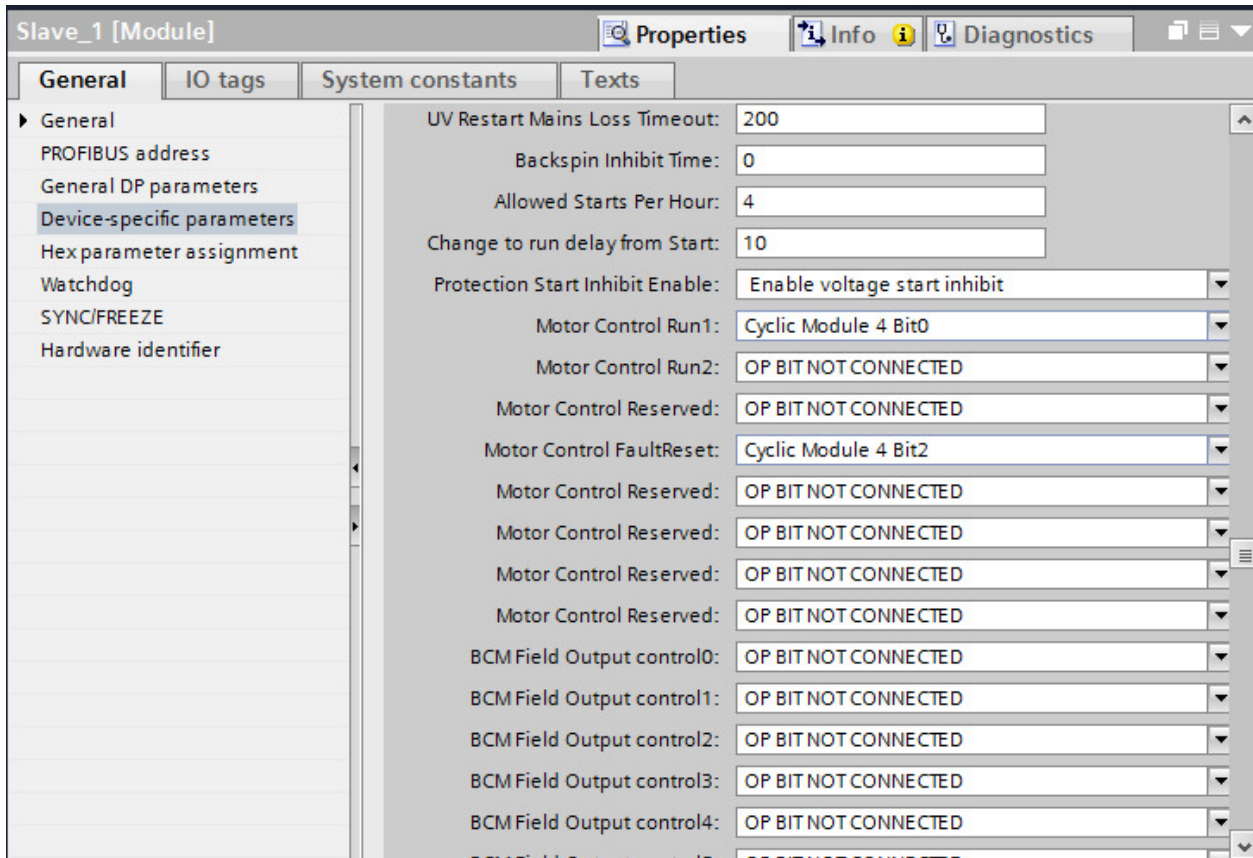 Slave_1 [Module]
Properties
Info
Diagnostics
General
IO tags
System constants
Texts
General
PROFIBUS address
General DP parameters
Device-specific parameters
Hex parameter assignment
Watchdog
SYNC/FREEZE
Hardware identifier
UV Restart Mains Loss Timeout: 200
Backspin Inhibit Time: 0
Allowed Starts Per Hour: 4
Change to run delay from Start: 10
Protection Start Inhibit Enable: Enable voltage start inhibit
Motor Control Run1: Cyclic Module 4 Bit0
Motor Control Run2: OP BIT NOT CONNECTED
Motor Control Reserved: OP BIT NOT CONNECTED
Motor Control FaultReset: Cyclic Module 4 Bit2
Motor Control Reserved: OP BIT NOT CONNECTED
Motor Control Reserved: OP BIT NOT CONNECTED
Motor Control Reserved: OP BIT NOT CONNECTED
Motor Control Reserved: OP BIT NOT CONNECTED
BCM Field Output control0: OP BIT NOT CONNECTED
BCM Field Output control1: OP BIT NOT CONNECTED
BCM Field Output control2: OP BIT NOT CONNECTED
BCM Field Output control3: OP BIT NOT CONNECTED
BCM Field Output control4: OP BIT NOT CONNECTED